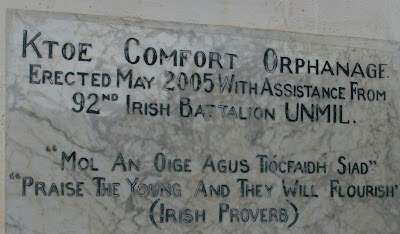 KTOE COMFORT ORPHANAGE.
ERECTED MAY 2005 WITH ASSISTANCE FROM
92ND IRISH BATTALION UNMIL.
"MOL AN OIGE AGUS TIOCFAIDH SIAD"
"PRAISE THE YOUNG AND THEY WILL FLOURISH'
(IRISH PROVERB)